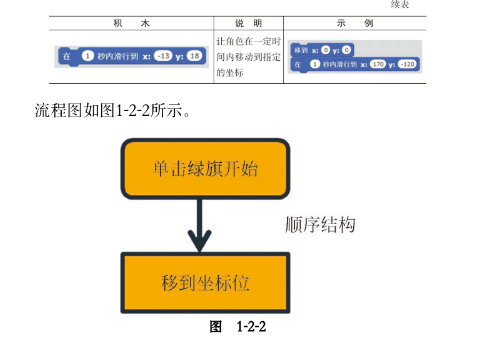 续表
积 木 说 明 示 例
在 1 秒内滑行到 x: -13 y: 18
让角色在一定时
间内移动到指定
的坐标
移到 x: 0 y: 0
在 1 秒内滑行到 x: 170 y: -120
流程图如图1-2-2所示。
单击绿旗开始
顺序结构
移到坐标位
图 1-2-2